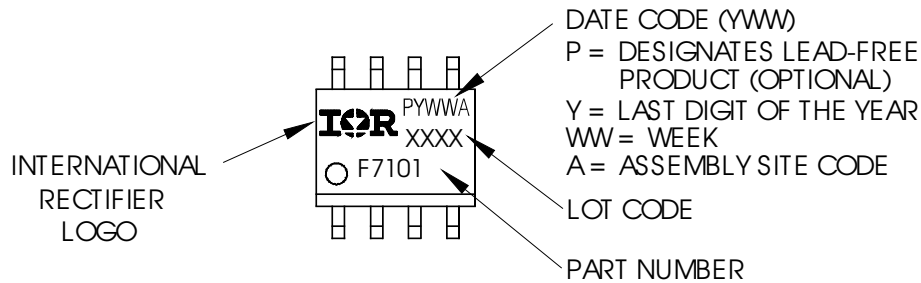 DATE CODE (YWW)
P = DESIGNATES LEAD-FREE
PRODUCT (OPTIONAL)
Y = LAST DIGIT OF THE YEAR
WW = WEEK
A = ASSEMBLY SITE CODE
LOT CODE
PART NUMBER
INTERNATIONAL
RECTIFIER
LOGO
PYWWA
IOR
XXXX
F7101